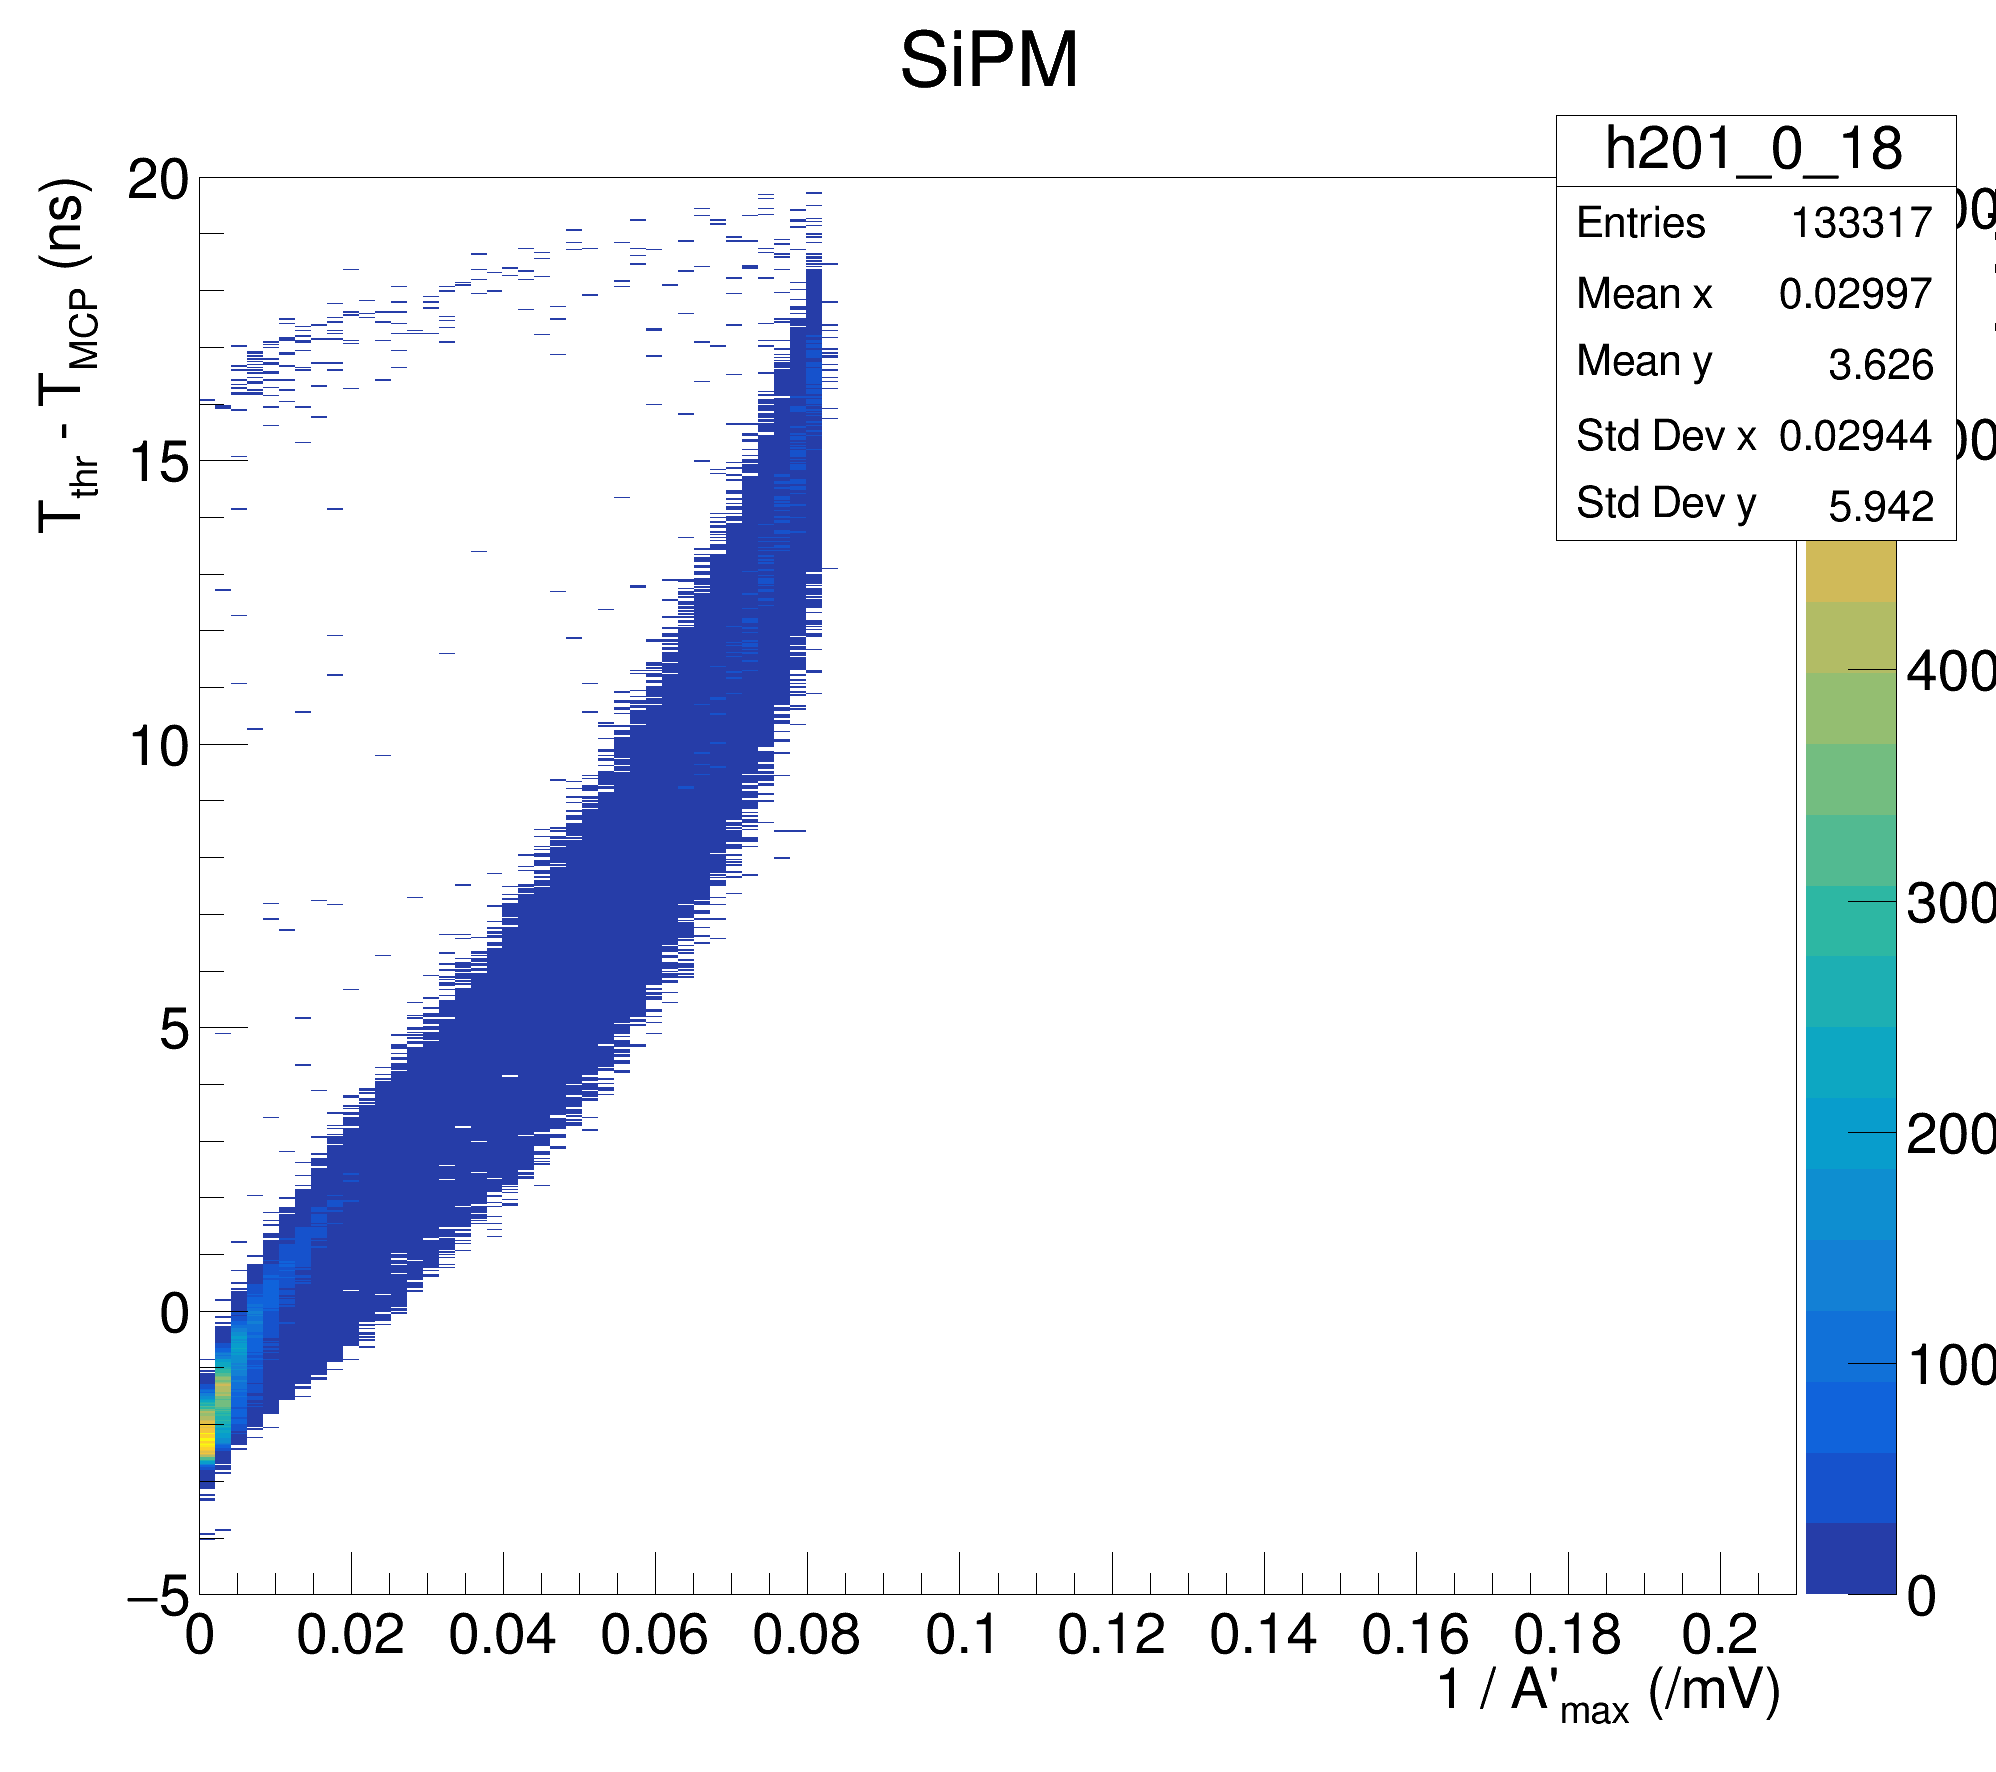 SiPM
h201_0_18
Entries 133317
Mean x 0.02997
Mean y 3.626
Std Dev x 0.02944
Std Dev y 5.942
T_thr - T_MCP (ns)
20
15
10
5
0
−5
0 0.02 0.04 0.06 0.08 0.1 0.12 0.14 0.16 0.18 0.2
1 / A'_max (/mV)
400
300
200
100
0